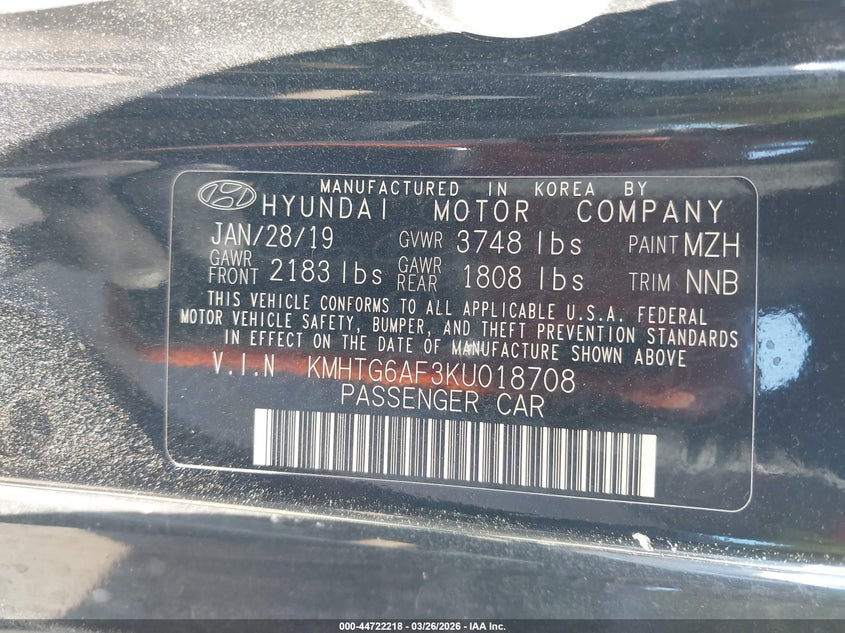 MANUFACTURED IN KOREA BY
HYUNDAI MOTOR COMPANY
JAN/28/19 GVWR 3748 lbs PAINT MZH
GAWR FRONT 2183 lbs GAWR REAR 1808 lbs TRIM NNB
THIS VEHICLE CONFORMS TO ALL APPLICABLE U.S.A. FEDERAL
MOTOR VEHICLE SAFETY, BUMPER, AND THEFT PREVENTION STANDARDS
IN EFFECT ON THE DATE OF MANUFACTURE SHOWN ABOVE
V.I.N KMHTG6AF3KU018708
PASSENGER CAR
000-44722218 - 03/26/2026 - IAA Inc.